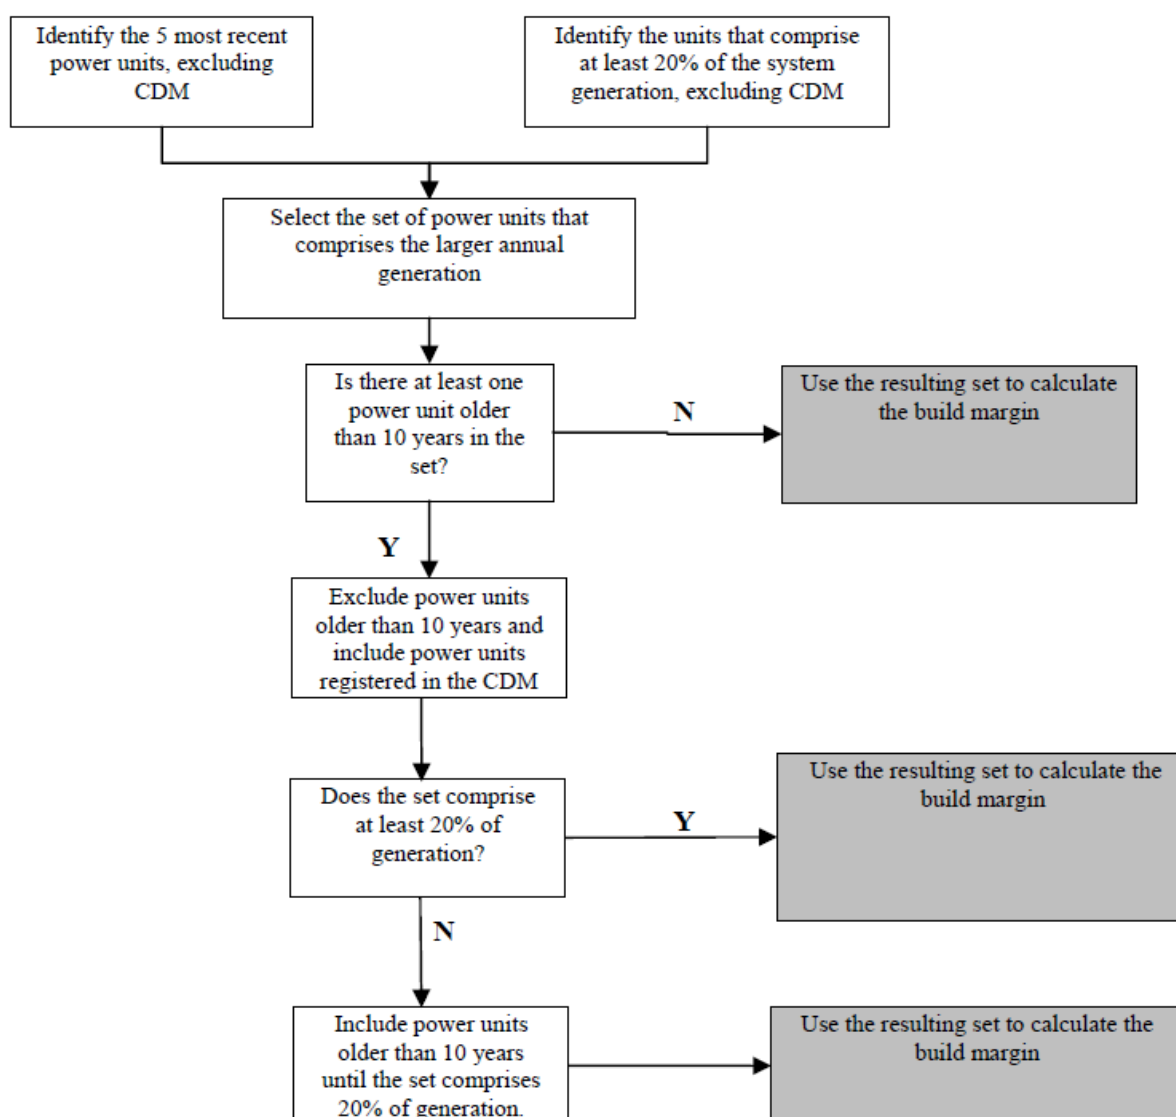 Identify the 5 most recent
power units, excluding
CDM
Identify the units that comprise
at least 20% of the system
generation, excluding CDM
Select the set of power units that
comprises the larger annual
generation
Is there at least one
power unit older
than 10 years in the
set?
N
Use the resulting set to calculate
the build margin
Y
Exclude power units
older than 10 years and
include power units
registered in the CDM
Does the set comprise
at least 20% of
generation?
Y
Use the resulting set to calculate the
build margin
N
Include power units
older than 10 years
until the set comprises
20% of generation.
Use the resulting set to calculate the
build margin